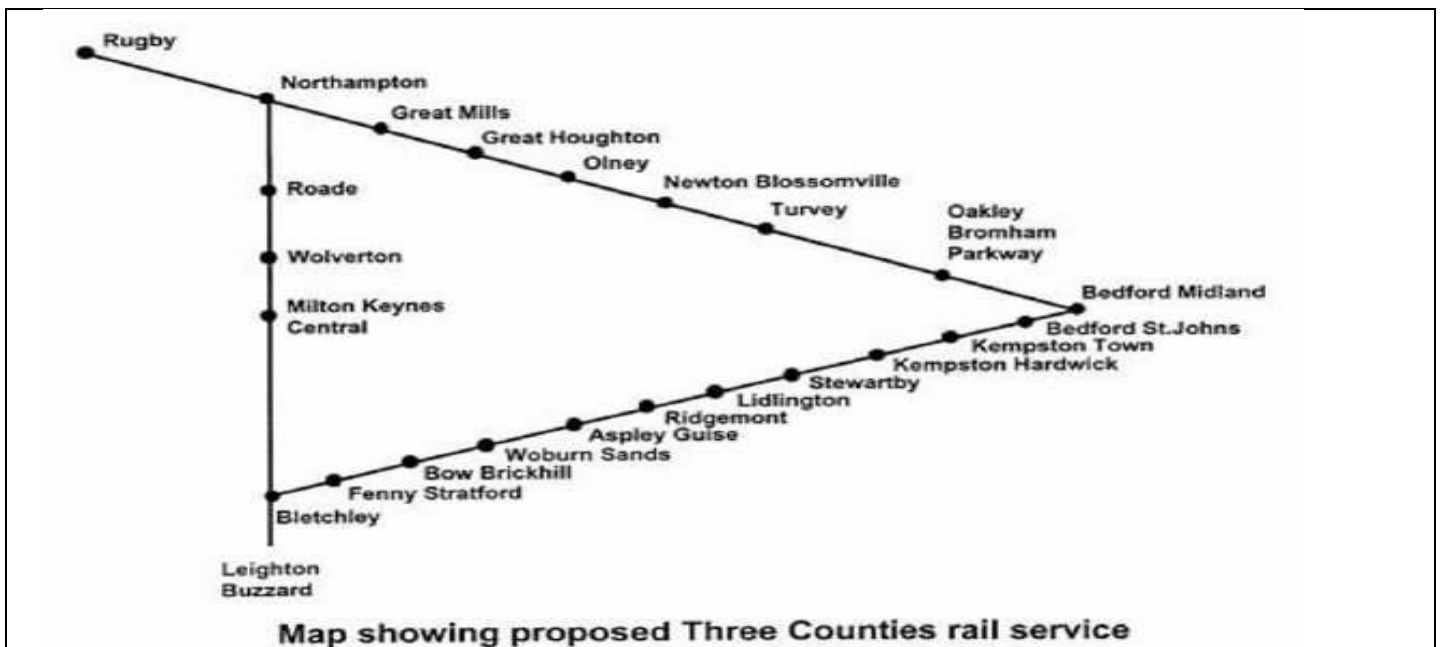 Rugby
Northampton
Great Mills
Great Houghton
Olney
Newton Blossomville
Turvey
Oakley
Bromham
Parkway
Bedford Midland
Bedford St.Johns
Kempston Town
Kempston Hardwick
Stewartby
Lidlington
Ridgemont
Aspley Guise
Woburn Sands
Bow Brickhill
Fenny Stratford
Bletchley
Roade
Wolverton
Milton Keynes
Central
Leighton
Buzzard
Map showing proposed Three Counties rail service